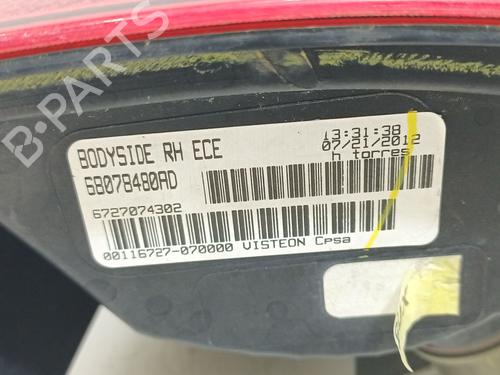 BODYSIDE RH ECE
13:31:38
07/21/2012
h torres
68078480AD
6727074302
00116727-070000 VISTEON Cpsa
B-PARTS